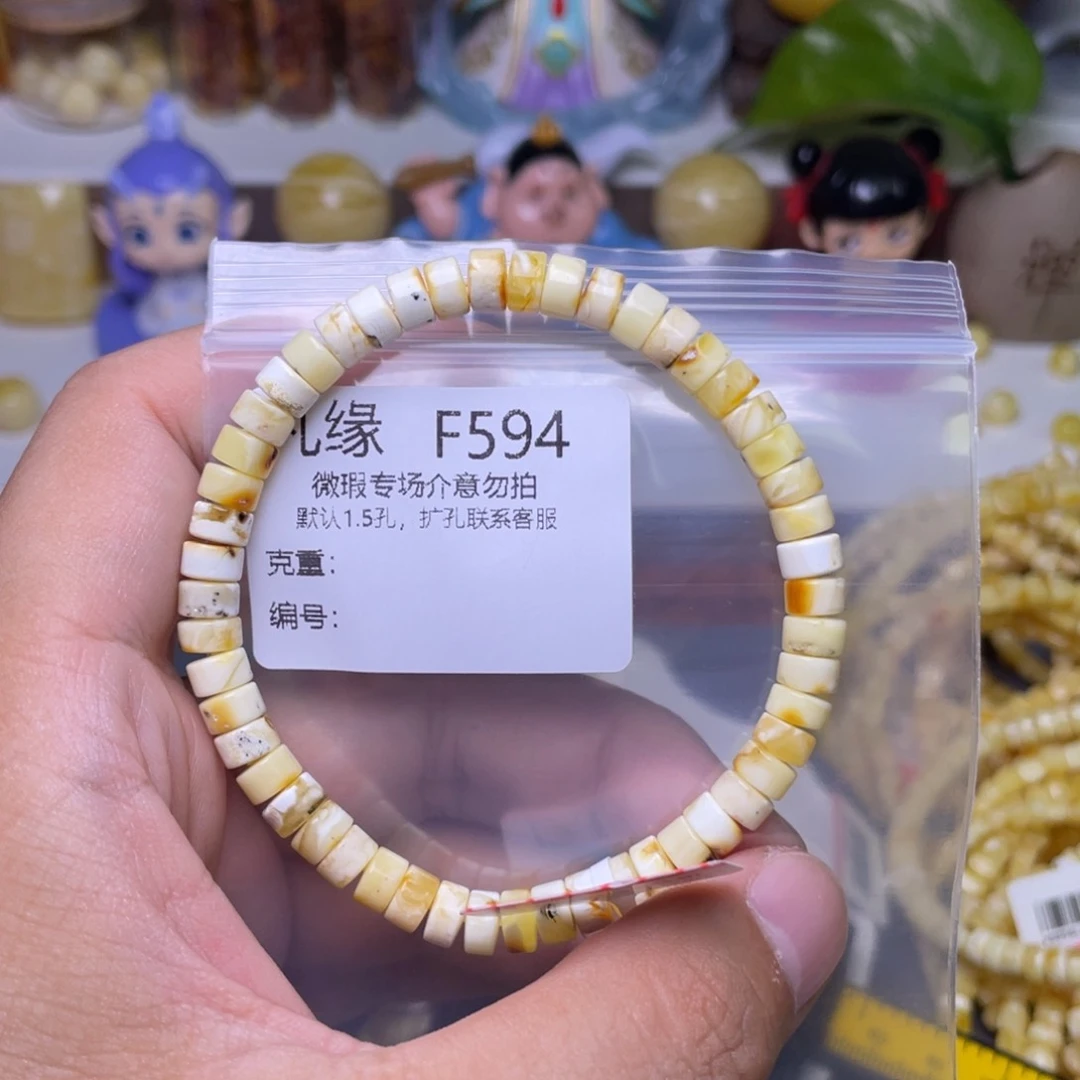 缘 F594
微瑕专场介意勿拍
默认1.5孔，扩孔联系客服
克重：
编号：